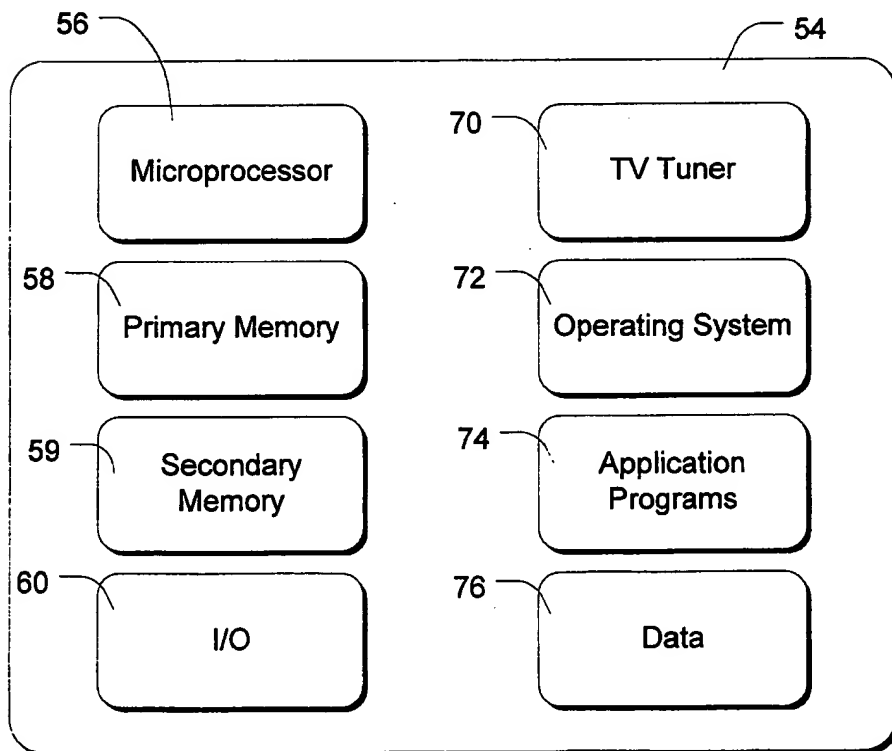 56
54
Microprocessor
70
TV Tuner
58
Primary Memory
72
Operating System
59
Secondary
Memory
74
Application
Programs
60
I/O
76
Data